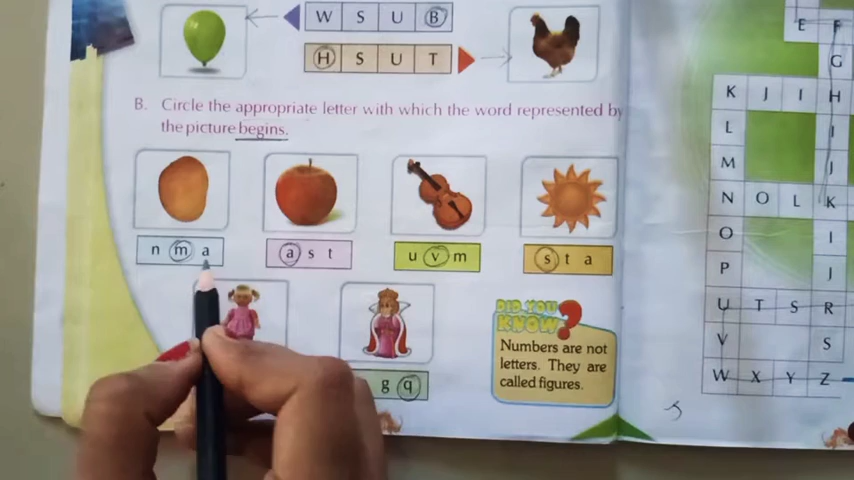 W S U B
H S U T
B. Circle the appropriate letter with which the word represented by
the picture begins.
n m a
a s t
u v m
s t a
g q
DID YOU
KNOW?
Numbers are not
letters. They are
called figures.
E F
G
K J I H
L I
M J
N O L K
O I
P J
U T S R
V S
W X Y Z